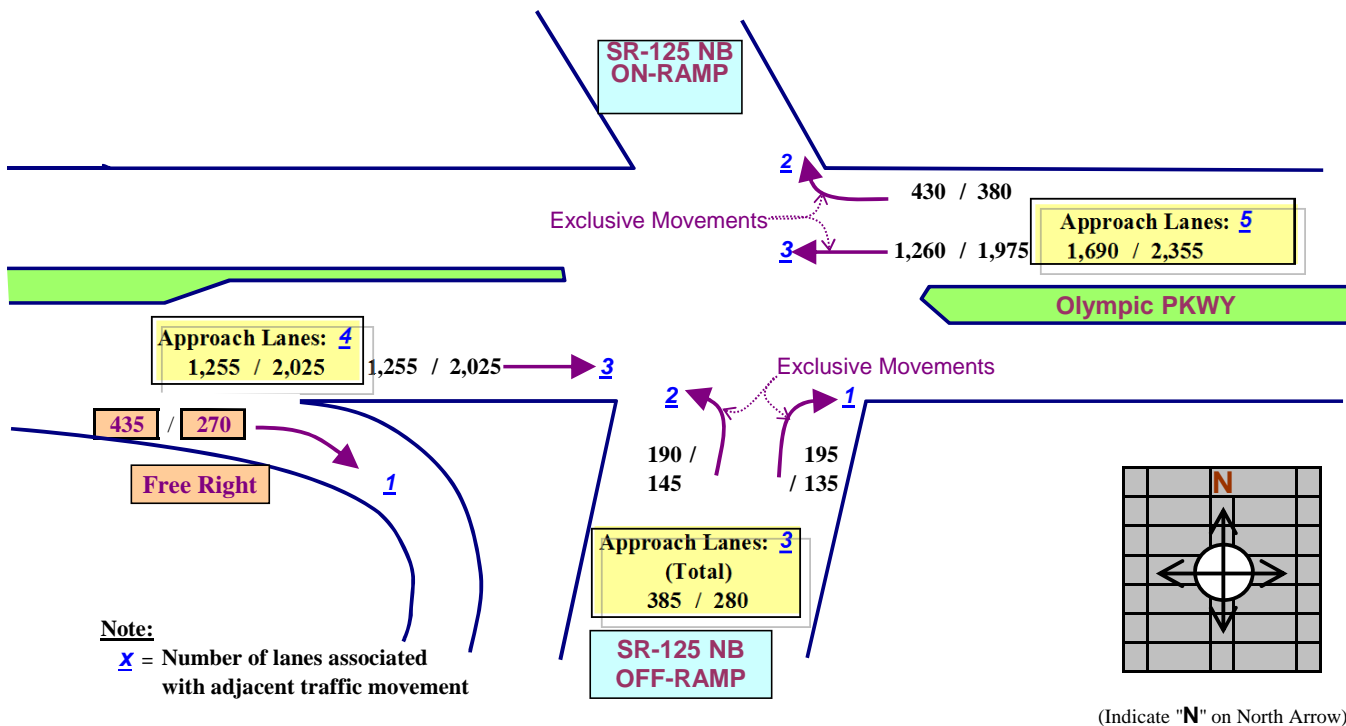 SR-125 NB
ON-RAMP
2
430 / 380
Exclusive Movements
Approach Lanes: 5
3
1,260 / 1,975
1,690 / 2,355
Olympic PKWY
Approach Lanes: 4
1,255 / 2,025
1,255 / 2,025
3
Exclusive Movements
2
1
435 / 270
190 /
145
195
/ 135
Free Right
1
N
Approach Lanes: 3
(Total)
385 / 280
Note:
x = Number of lanes associated
with adjacent traffic movement
SR-125 NB
OFF-RAMP
(Indicate "N" on North Arrow)